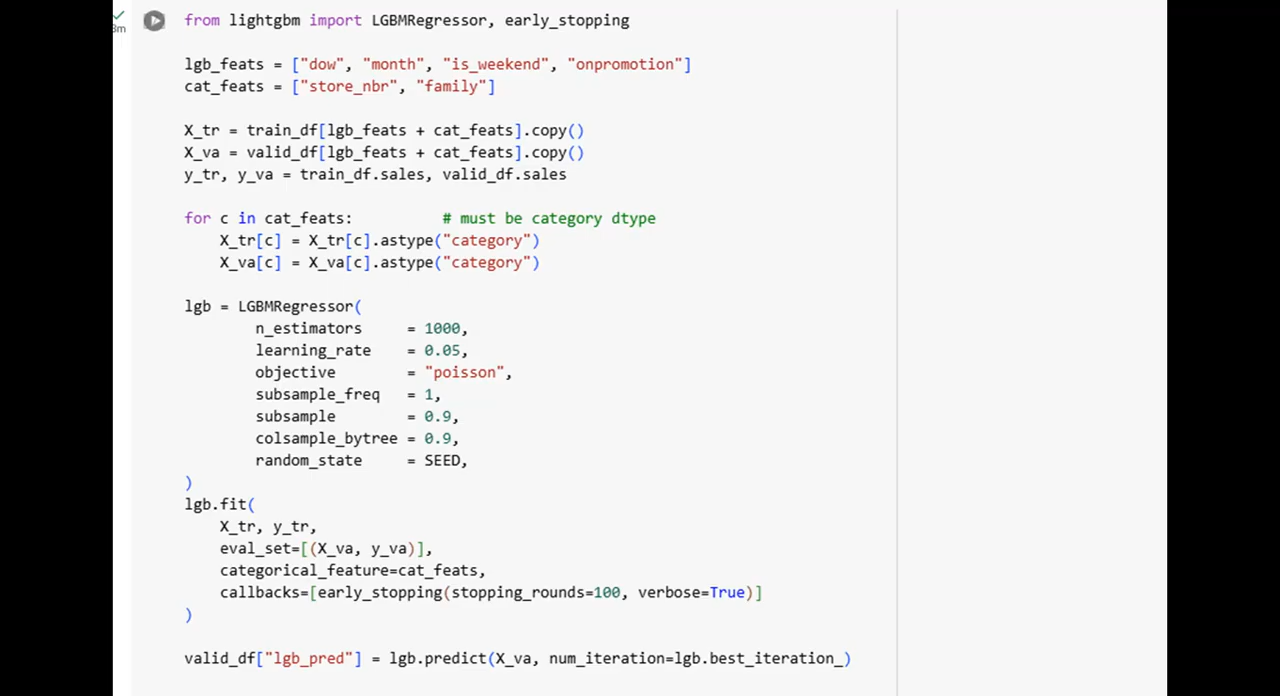 from lightgbm import LGBMRegressor, early_stopping
lgb_feats = ["dow", "month", "is_weekend", "onpromotion"]
cat_feats = ["store_nbr", "family"]
X_tr = train_df[lgb_feats + cat_feats].copy()
X_va = valid_df[lgb_feats + cat_feats].copy()
y_tr, y_va = train_df.sales, valid_df.sales
for c in cat_feats:          # must be category dtype
    X_tr[c] = X_tr[c].astype("category")
    X_va[c] = X_va[c].astype("category")
lgb = LGBMRegressor(
        n_estimators     = 1000,
        learning_rate    = 0.05,
        objective        = "poisson",
        subsample_freq   = 1,
        subsample        = 0.9,
        colsample_bytree = 0.9,
        random_state     = SEED,
)
lgb.fit(
    X_tr, y_tr,
    eval_set=[(X_va, y_va)],
    categorical_feature=cat_feats,
    callbacks=[early_stopping(stopping_rounds=100, verbose=True)]
)
valid_df["lgb_pred"] = lgb.predict(X_va, num_iteration=lgb.best_iteration_)